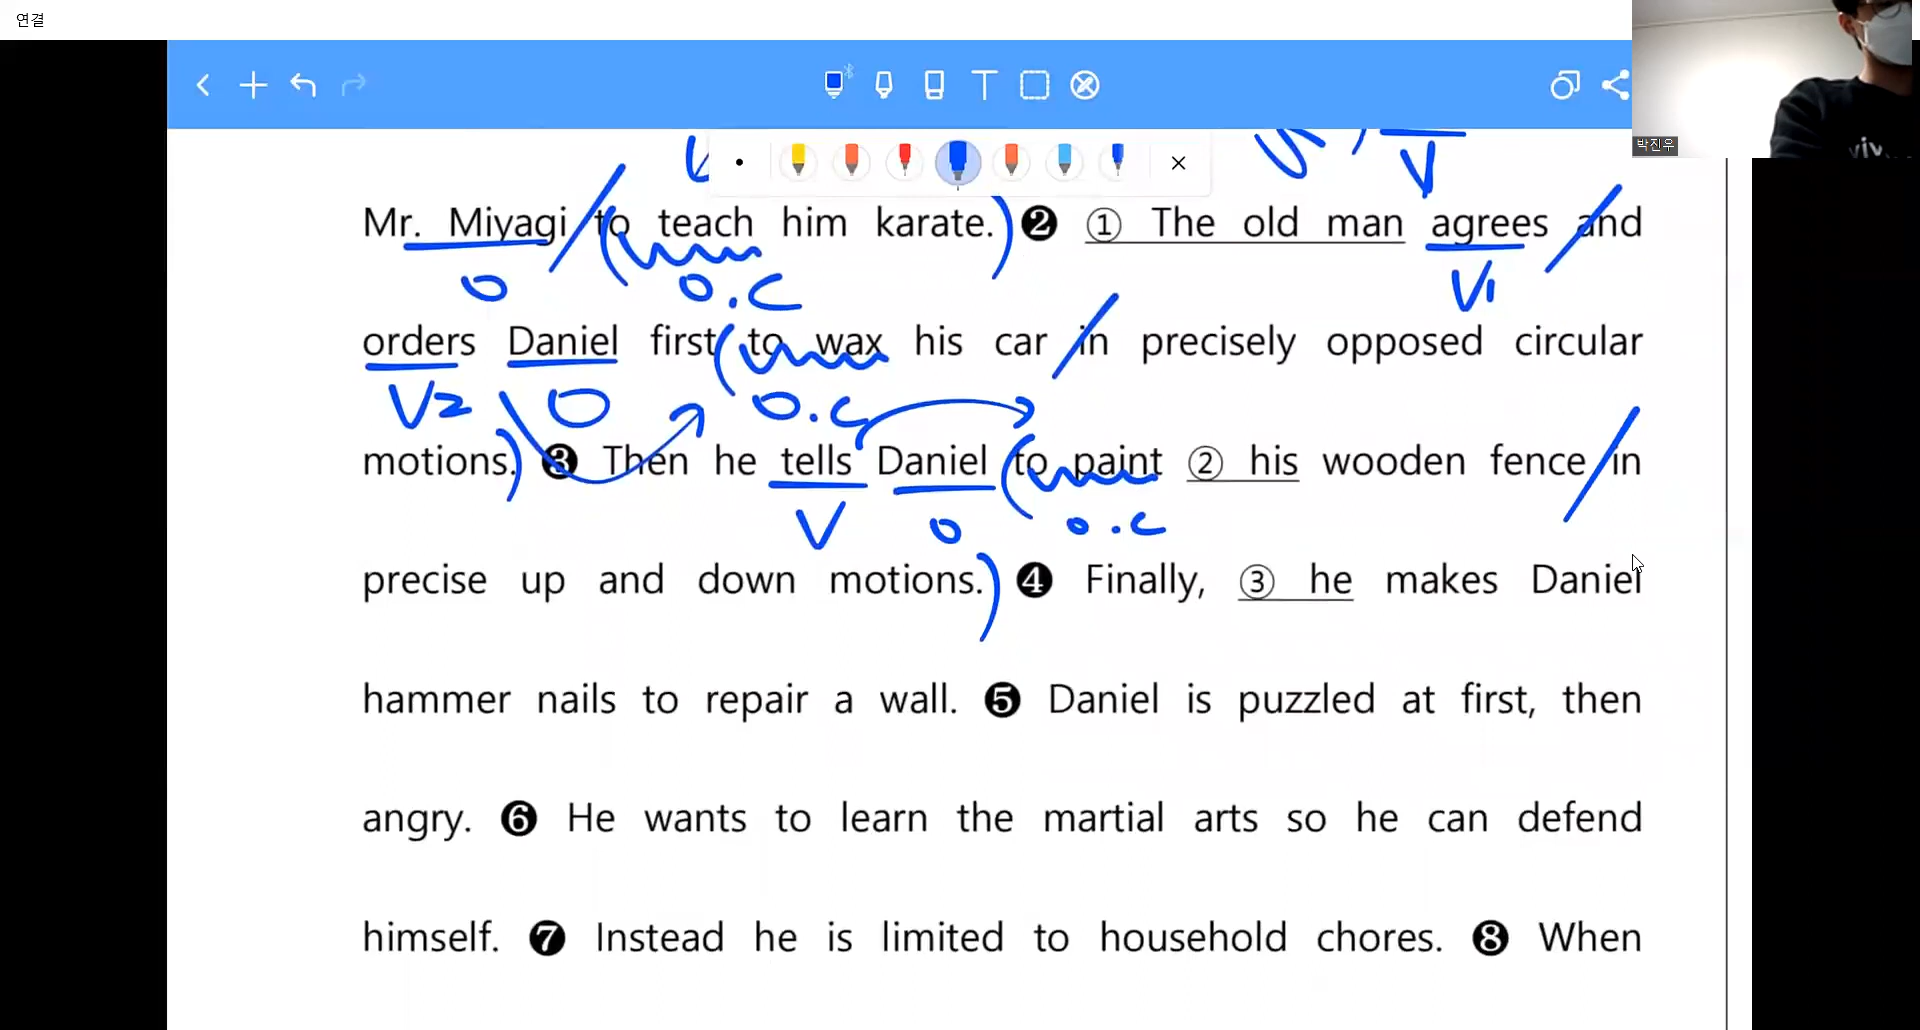 연결
박진우
Mr. Miyagi to teach him karate.) ❷ ① The old man agrees and
O O.C V V1
orders Daniel first (to wax his car in precisely opposed circular
V2 O O.C
motions.) ❸ Then he tells Daniel (to paint ② his wooden fence in
V O O.C
precise up and down motions.) ❹ Finally, ③ he makes Daniel
hammer nails to repair a wall. ❺ Daniel is puzzled at first, then
angry. ❻ He wants to learn the martial arts so he can defend
himself. ❼ Instead he is limited to household chores. ❽ When